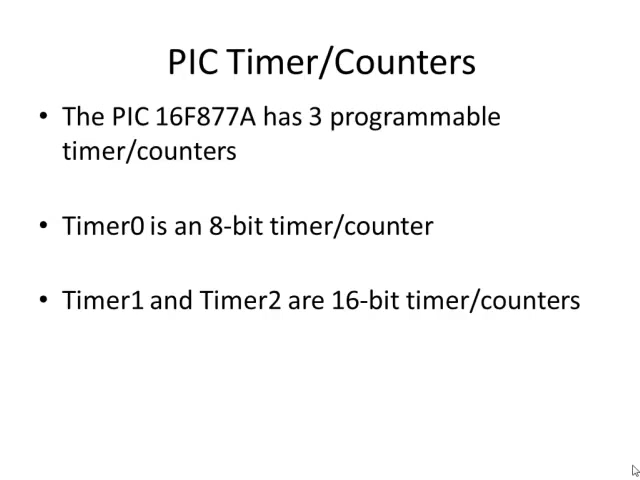 PIC Timer/Counters
• The PIC 16F877A has 3 programmable
timer/counters
• Timer0 is an 8-bit timer/counter
• Timer1 and Timer2 are 16-bit timer/counters